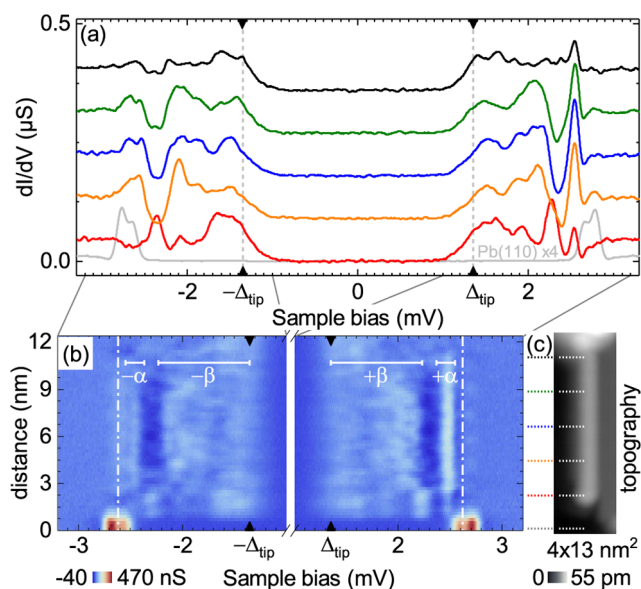 (a)
0.5
dI/dV (µS)
0.0
Pb(110) x4
-2 −Δtip 0 Δtip 2
Sample bias (mV)
(b)
(c)
12
9
6
3
0
distance (nm)
−α
−β
+β
+α
-3 -2 −Δtip Δtip 2 3
topography
4x13 nm²
-40 470 nS
Sample bias (mV)
0 55 pm